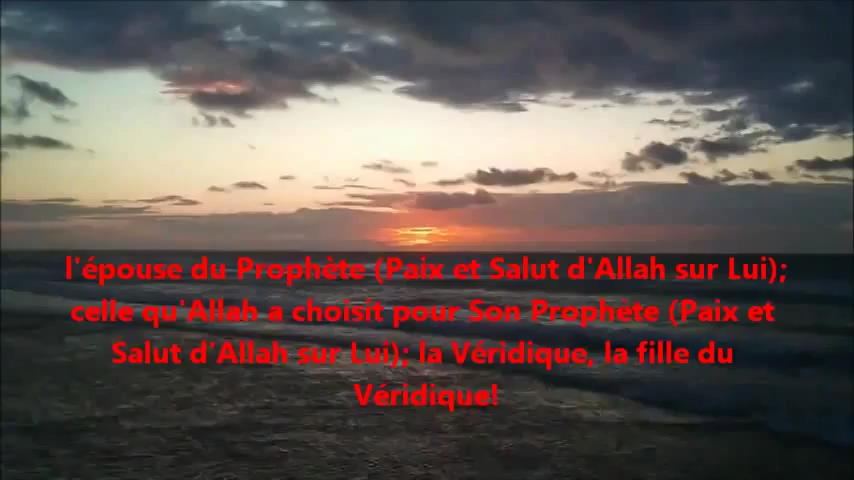 l'épouse du Prophète (Paix et Salut d'Allah sur Lui);
celle qu'Allah a choisit pour Son Prophète (Paix et
Salut d'Allah sur Lui); la Véridique, la fille du
Véridique!